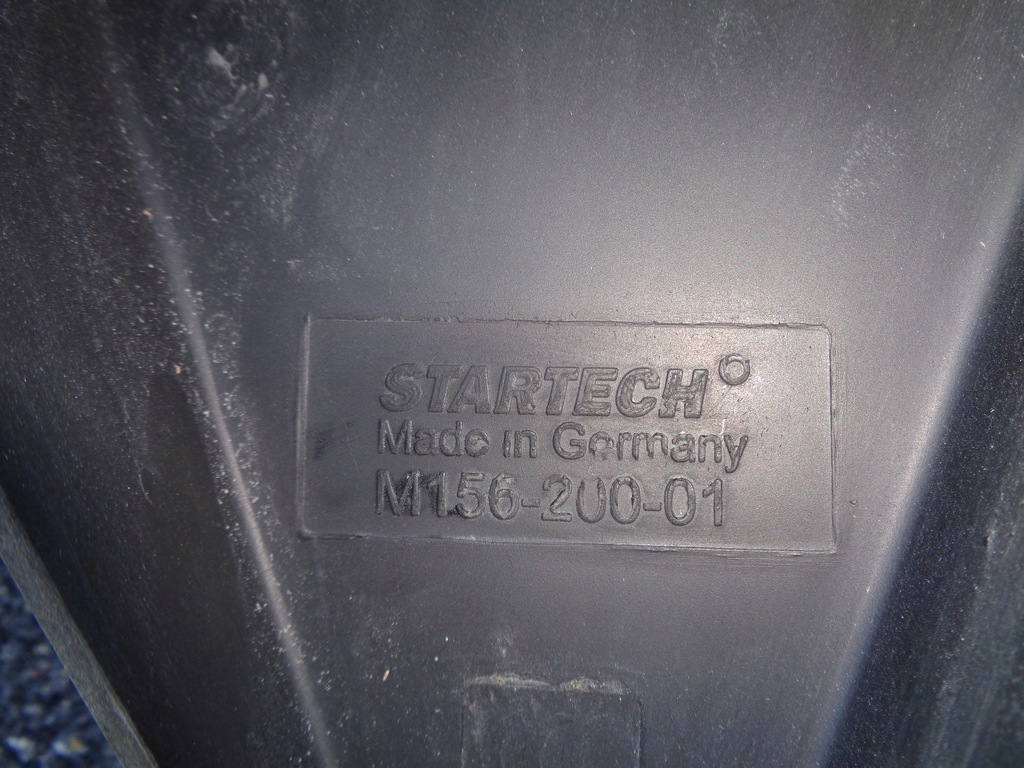 STARTECH
Made in Germany
M156-200-01